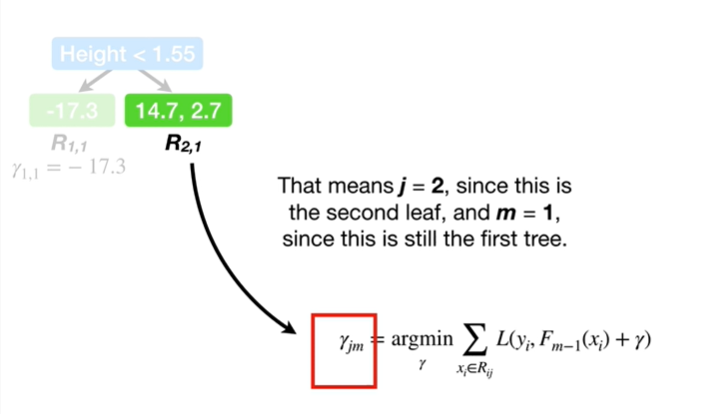 Height < 1.55
-17.3
14.7, 2.7
R1,1
R2,1
γ1,1 = − 17.3
That means j = 2, since this is
the second leaf, and m = 1,
since this is still the first tree.
γjm = argmin ∑ L(yi, Fm−1(xi) + γ)
γ xi∈Rij